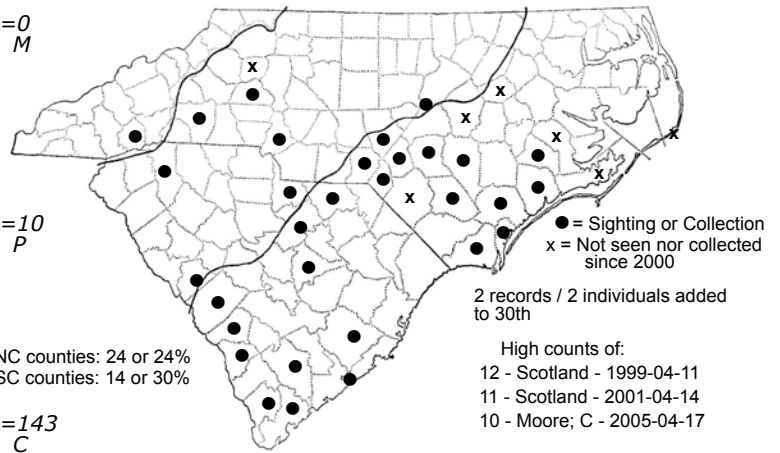 =0
M
=10
P
=143
C
NC counties: 24 or 24%
SC counties: 14 or 30%
● = Sighting or Collection
x = Not seen nor collected
since 2000
2 records / 2 individuals added
to 30th
High counts of:
12 - Scotland - 1999-04-11
11 - Scotland - 2001-04-14
10 - Moore; C - 2005-04-17
x
x
x
x
x
x
x